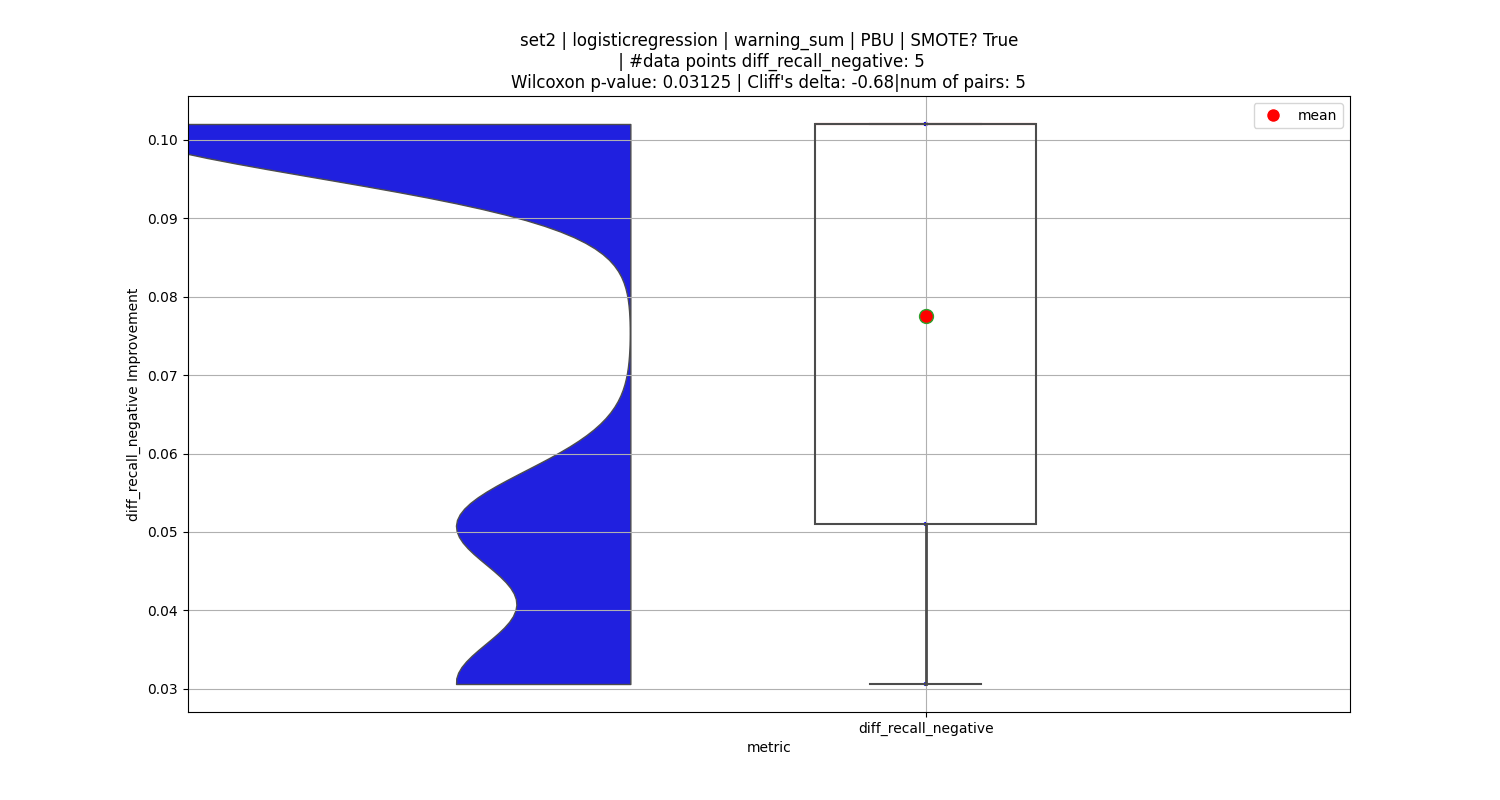 set2 | logisticregression | warning_sum | PBU | SMOTE? True
| #data points diff_recall_negative: 5
Wilcoxon p-value: 0.03125 | Cliff's delta: -0.68|num of pairs: 5
mean
0.10
0.09
0.08
0.07
0.06
0.05
0.04
0.03
diff_recall_negative Improvement
diff_recall_negative
metric